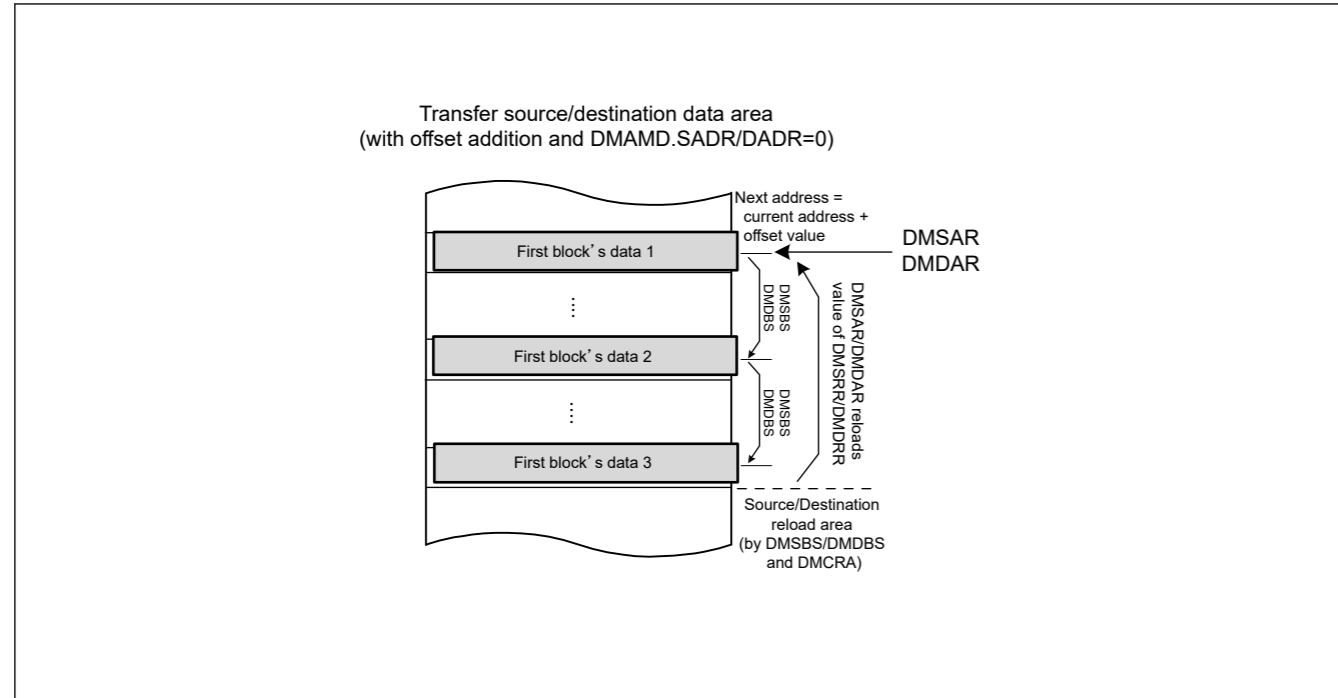 Transfer source/destination data area
(with offset addition and DMAMD.SADR/DADR=0)
Next address =
current address +
offset value
DMSAR
DMDAR
First block’s data 1
⋮
DMSBS
DMDBS
DMSAR/DMDAR reloads
value of DMSRR/DMDRR
First block’s data 2
⋮
DMSBS
DMDBS
First block’s data 3
Source/Destination
reload area
(by DMSBS/DMDBS
and DMCRA)